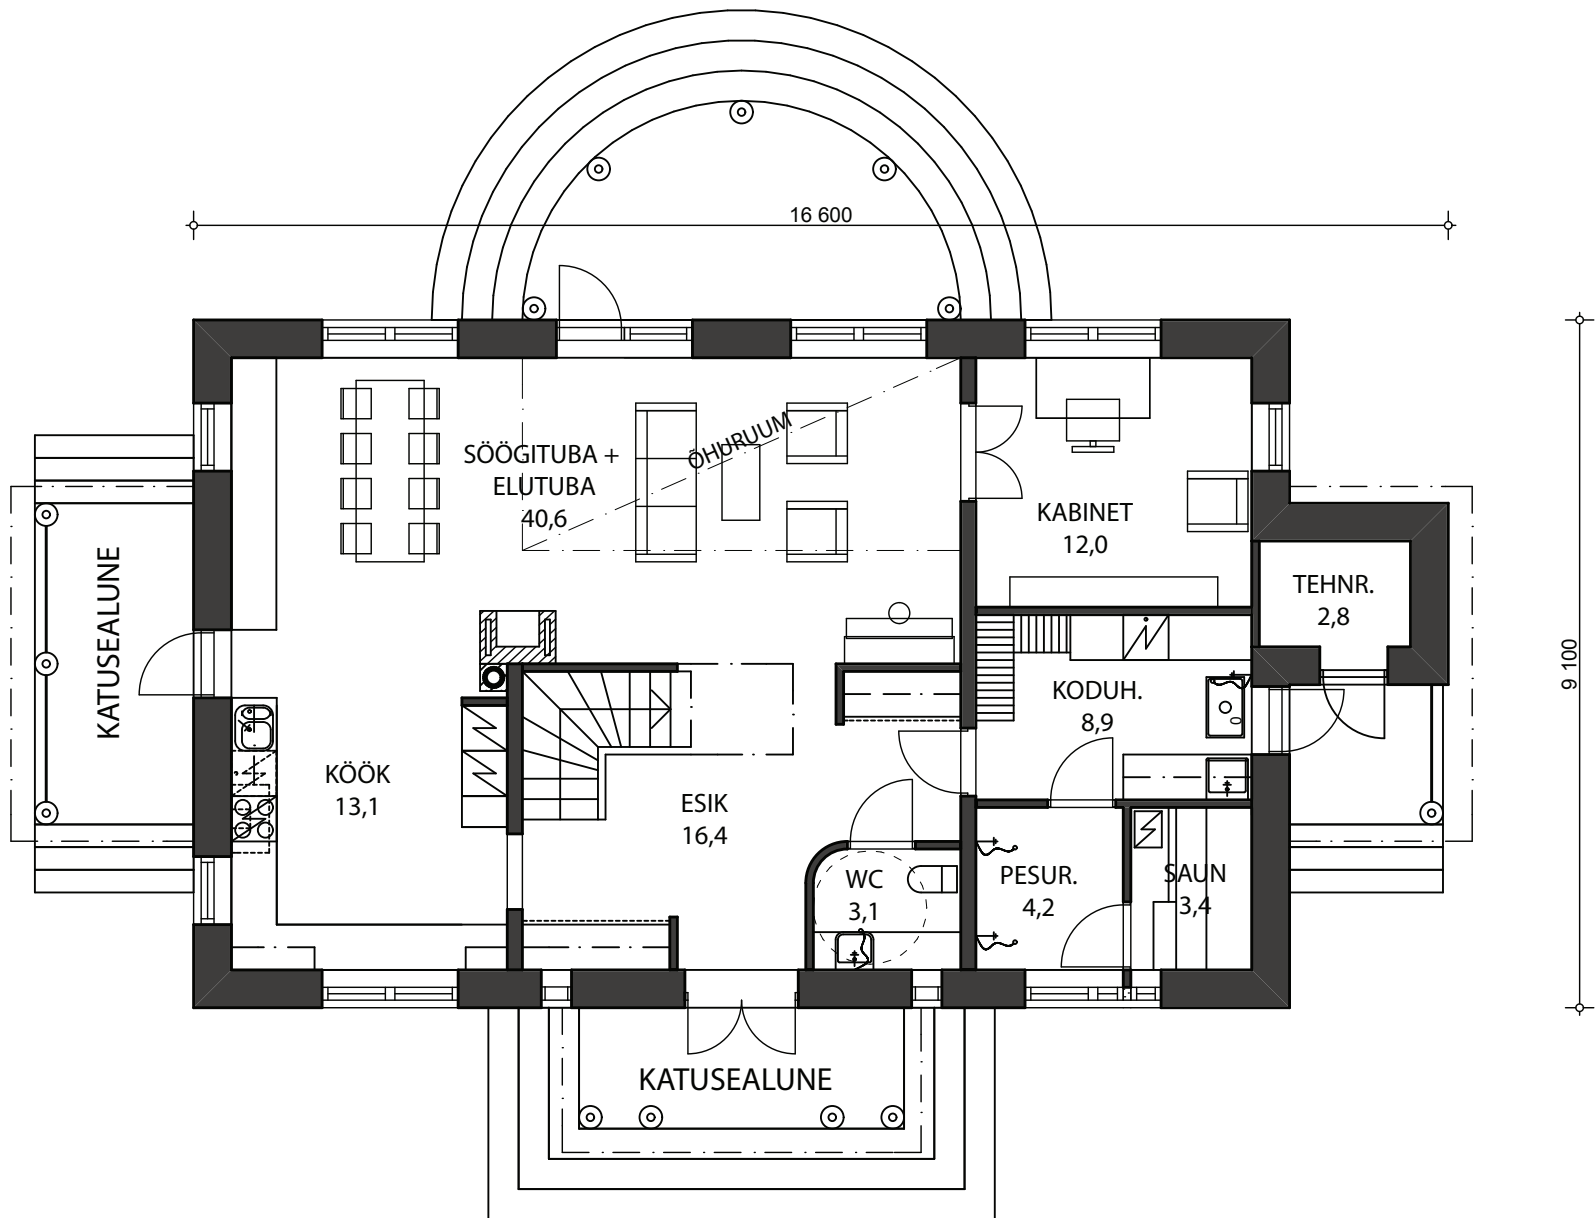 16 600
SÖÖGITUBA +
ELUTUBA
40,6
ÕHURUUM
KABINET
12,0
TEHNR.
2,8
KATUSEALUNE
9 100
KODUH.
8,9
KÖÖK
13,1
ESIK
16,4
WC
3,1
PESUR.
4,2
SAUN
3,4
KATUSEALUNE